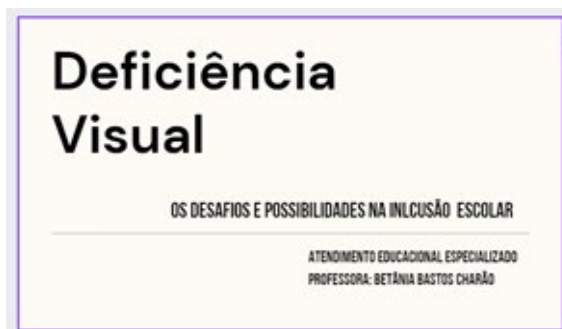 Deficiência
Visual
OS DESAFIOS E POSSIBILIDADES NA INLCUSÃO ESCOLAR
ATENDIMENTO EDUCACIONAL ESPECIALIZADO
PROFESSORA: BETÂNIA BASTOS CHARÃO